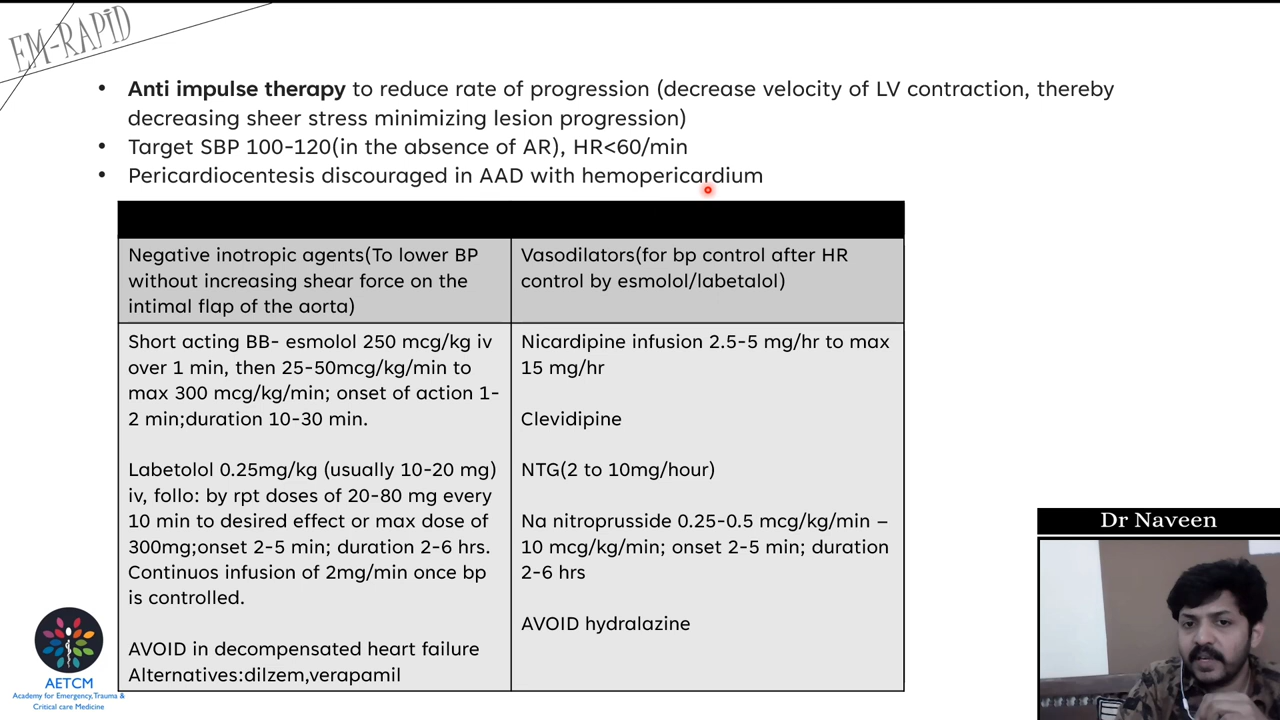 EM-RAPID
• Anti impulse therapy to reduce rate of progression (decrease velocity of LV contraction, thereby
decreasing sheer stress minimizing lesion progression)
• Target SBP 100-120(in the absence of AR), HR<60/min
• Pericardiocentesis discouraged in AAD with hemopericardium
Negative inotropic agents(To lower BP
without increasing shear force on the
intimal flap of the aorta)
Vasodilators(for bp control after HR
control by esmolol/labetalol)
Short acting BB- esmolol 250 mcg/kg iv
over 1 min, then 25-50mcg/kg/min to
max 300 mcg/kg/min; onset of action 1-
2 min;duration 10-30 min.
Labetolol 0.25mg/kg (usually 10-20 mg)
iv, follo: by rpt doses of 20-80 mg every
10 min to desired effect or max dose of
300mg;onset 2-5 min; duration 2-6 hrs.
Continuos infusion of 2mg/min once bp
is controlled.
AVOID in decompensated heart failure
Alternatives:dilzem,verapamil
Nicardipine infusion 2.5-5 mg/hr to max
15 mg/hr
Clevidipine
NTG(2 to 10mg/hour)
Na nitroprusside 0.25-0.5 mcg/kg/min –
10 mcg/kg/min; onset 2-5 min; duration
2-6 hrs
AVOID hydralazine
Dr Naveen
AETCM
Academy for Emergency,Trauma &
Critical care Medicine